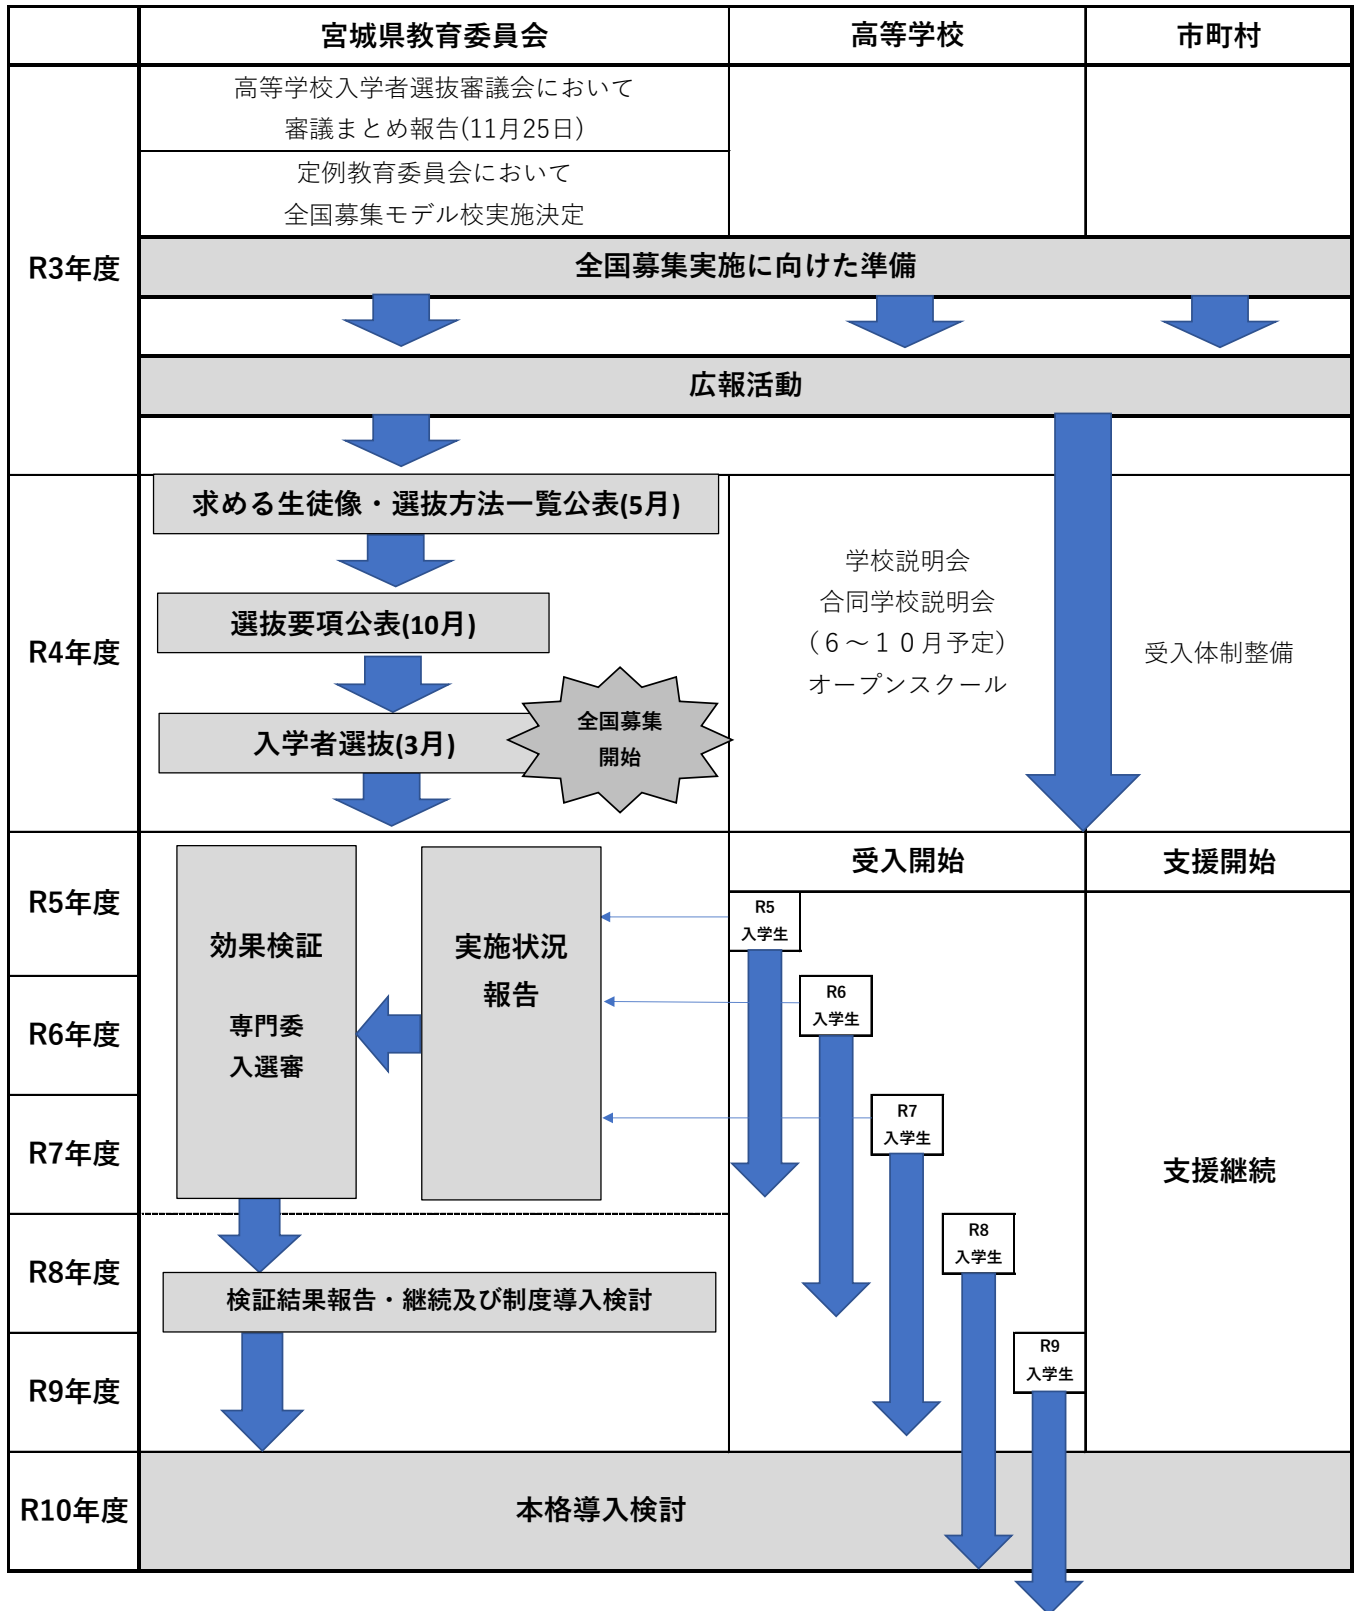 宮城県教育委員会
高等学校
市町村
R3年度
高等学校入学者選抜審議会において
審議まとめ報告(11月25日)
定例教育委員会において
全国募集モデル校実施決定
全国募集実施に向けた準備
広報活動
R4年度
求める生徒像・選抜方法一覧公表(5月)
選抜要項公表(10月)
入学者選抜(3月)
全国募集
開始
学校説明会
合同学校説明会
（６～１０月予定）
オープンスクール
受入体制整備
R5年度
受入開始
支援開始
効果検証
専門委
入選審
実施状況
報告
R5
入学生
R6年度
R6
入学生
R7年度
R7
入学生
支援継続
R8年度
R8
入学生
検証結果報告・継続及び制度導入検討
R9年度
R9
入学生
R10年度
本格導入検討